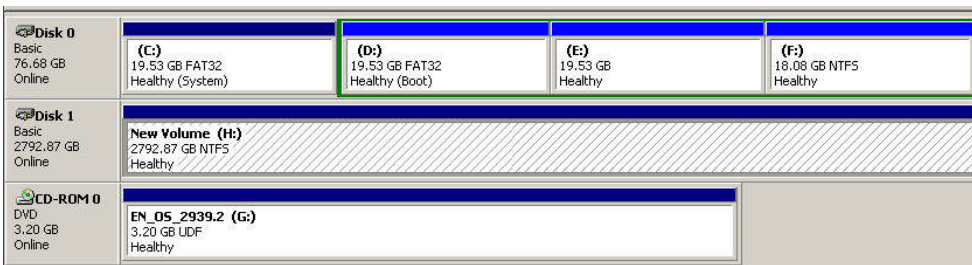 Disk 0
Basic
76.68 GB
Online
(C:)
19.53 GB FAT32
Healthy (System)
(D:)
19.53 GB FAT32
Healthy (Boot)
(E:)
19.53 GB
Healthy
(F:)
18.08 GB NTFS
Healthy
Disk 1
Basic
2792.87 GB
Online
New Volume (H:)
2792.87 GB NTFS
Healthy
CD-ROM 0
DVD
3.20 GB
Online
EN_OS_2939.2 (G:)
3.20 GB UDF
Healthy